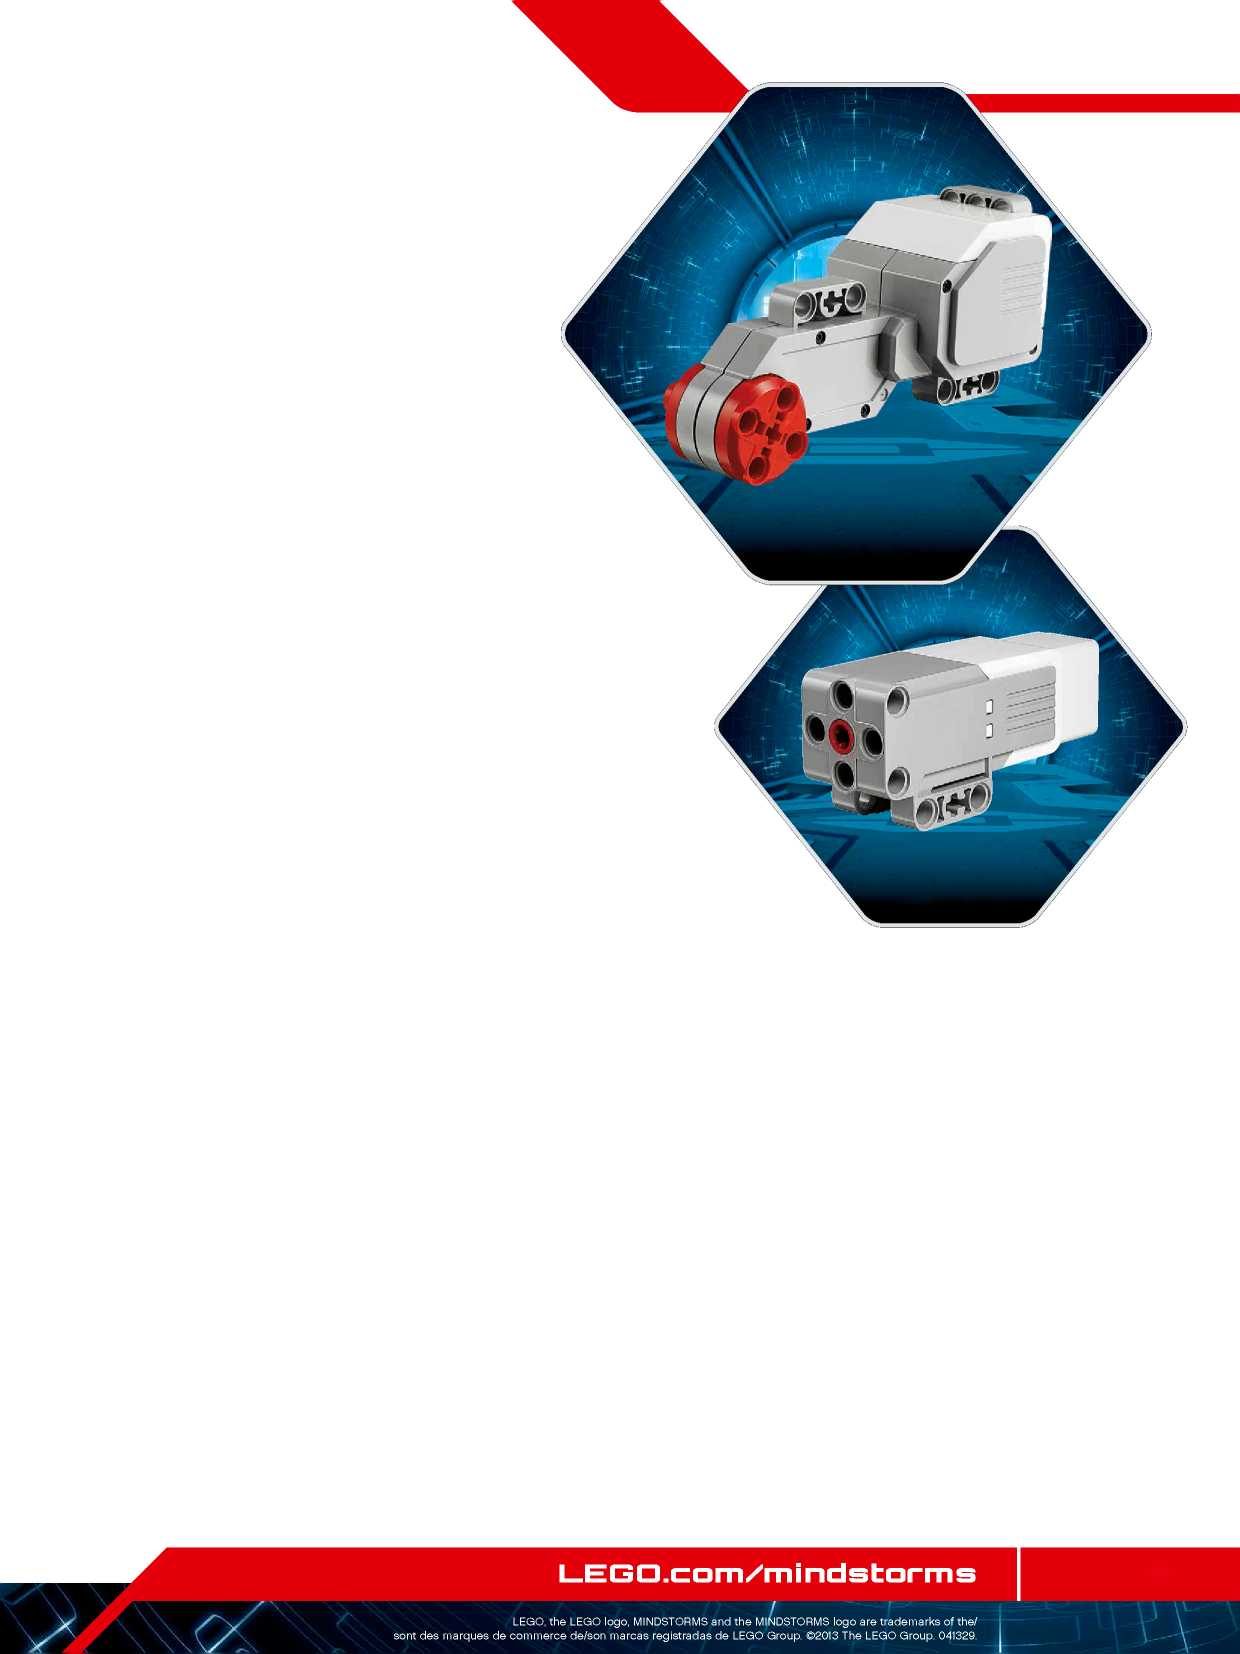 LEGO.com/mindstorms
LEGO, the LEGO logo, MINDSTORMS and the MINDSTORMS logo are trademarks of the/
sont des marques de commerce de/son marcas registradas de LEGO Group. ©2013 The LEGO Group. 041329.